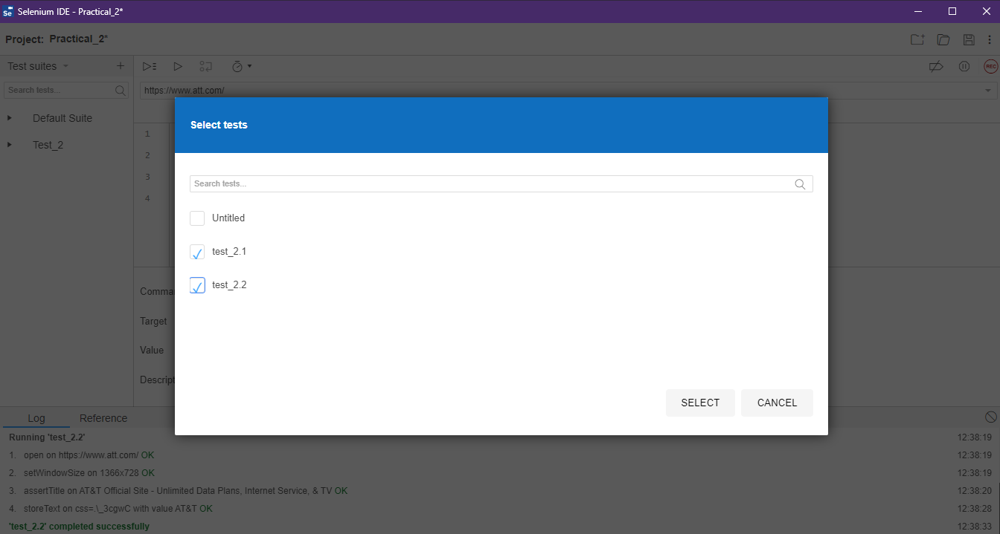 Se Selenium IDE - Practical_2*
Project: Practical_2*
Test suites
Search tests...
Default Suite
Test_2
REC
https://www.att.com/
1
2
3
4
Select tests
Search tests...
Untitled
test_2.1
test_2.2
SELECT CANCEL
Target
Value
Log Reference
Running 'test_2.2' 12:38:19
1. open on https://www.att.com/ OK 12:38:19
2. setWindowSize on 1366x728 OK 12:38:19
3. assertTitle on AT&T Official Site - Unlimited Data Plans, Internet Service, & TV OK 12:38:20
4. storeText on css=.\_3cgwC with value AT&T OK 12:38:28
'test_2.2' completed successfully 12:38:33